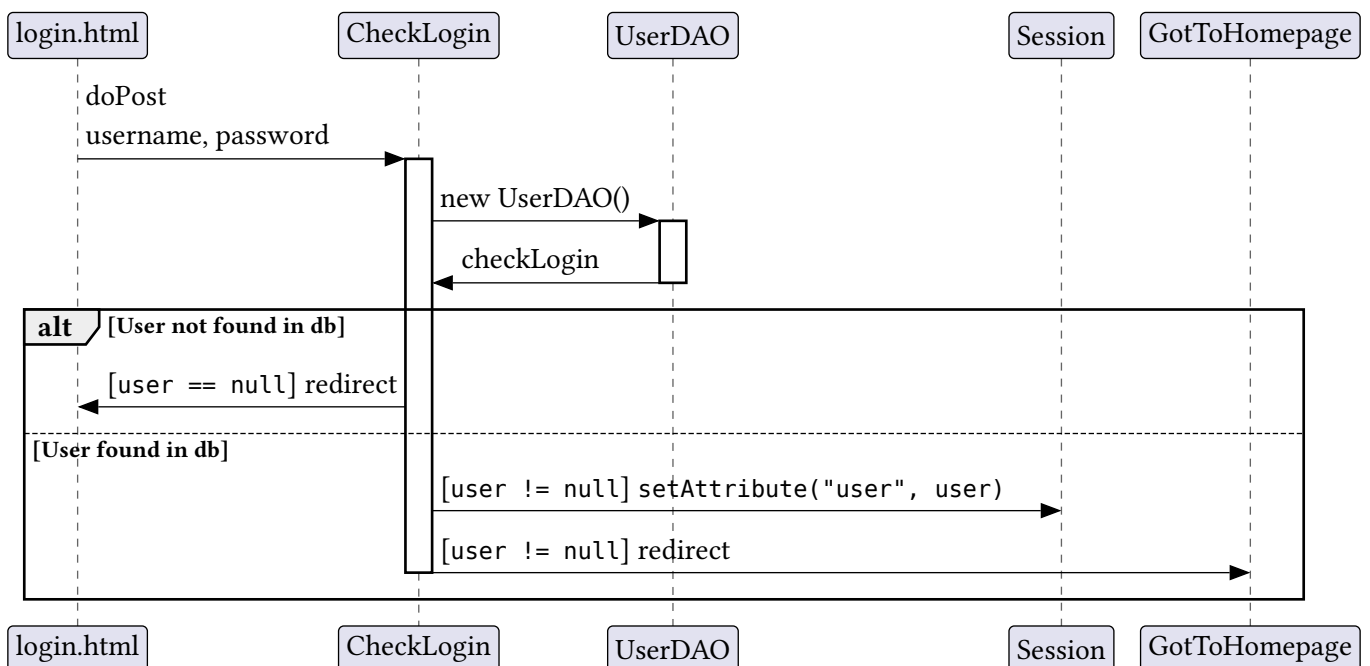 login.html
CheckLogin
UserDAO
Session
GotToHomepage
doPost
username, password
new UserDAO()
checkLogin
alt
[User not found in db]
[user == null] redirect
[User found in db]
[user != null] setAttribute("user", user)
[user != null] redirect
login.html
CheckLogin
UserDAO
Session
GotToHomepage